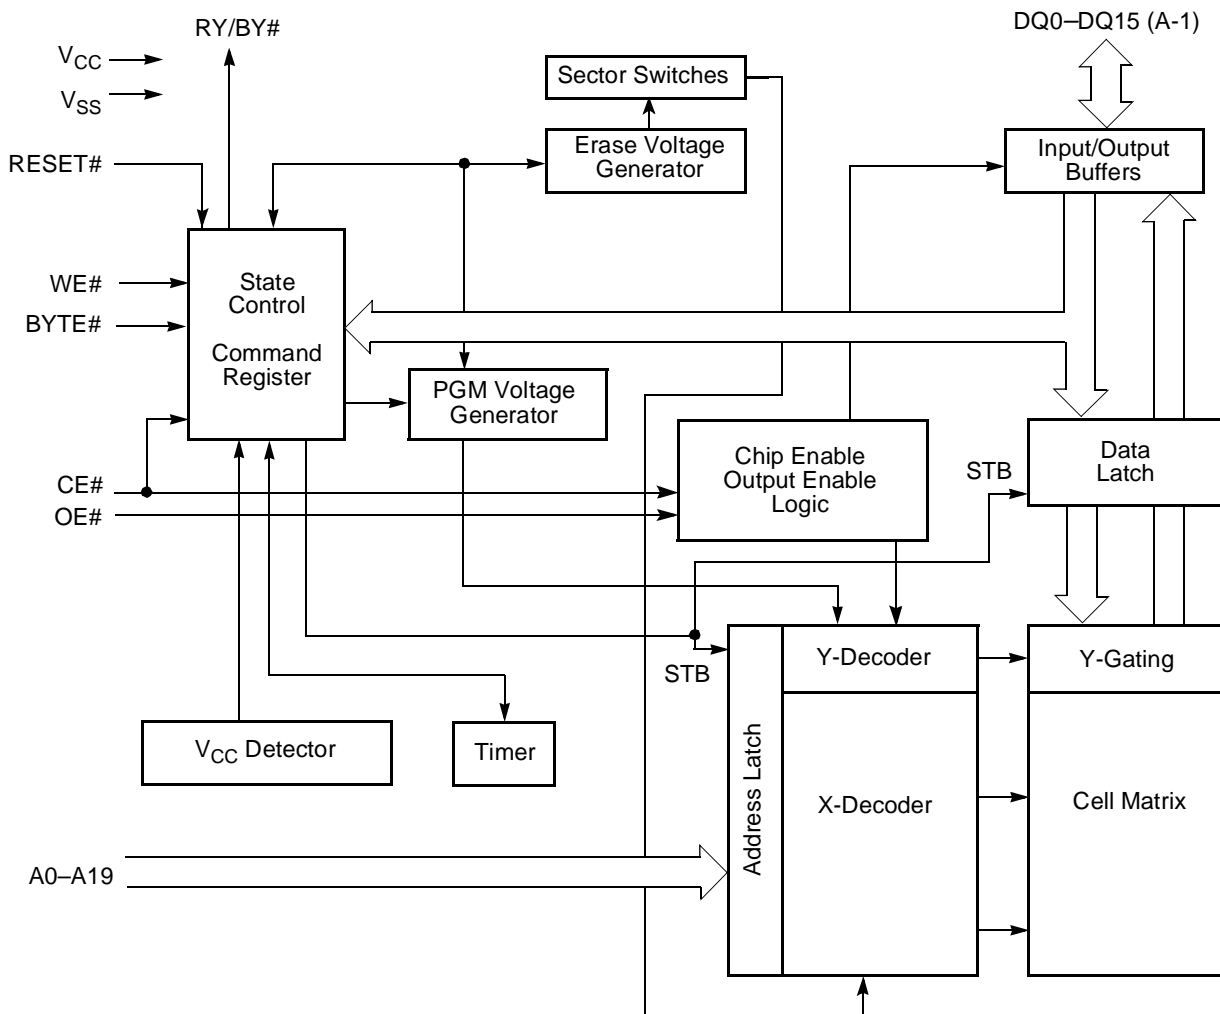 RY/BY#
DQ0–DQ15 (A-1)
VCC
VSS
Sector Switches
RESET#
Erase Voltage
Generator
Input/Output
Buffers
WE#
BYTE#
State
Control
Command
Register
PGM Voltage
Generator
Chip Enable
Output Enable
Logic
STB
Data
Latch
CE#
OE#
STB
Y-Decoder
Y-Gating
VCC Detector
Timer
Address Latch
X-Decoder
Cell Matrix
A0–A19